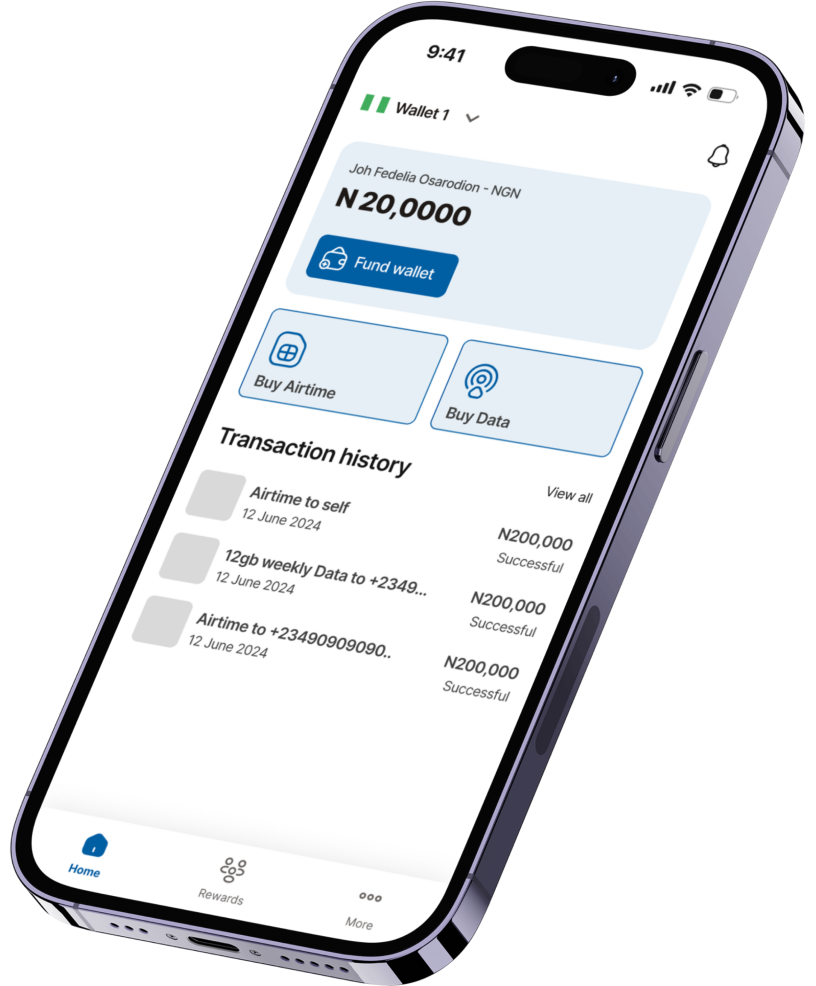 9:41
Wallet 1
Joh Fedelia Osarodion - NGN
N 20,0000
Fund wallet
Buy Airtime
Buy Data
Transaction history
View all
Airtime to self
12 June 2024
N200,000
Successful
12gb weekly Data to +2349...
12 June 2024
N200,000
Successful
Airtime to +23490909090..
12 June 2024
N200,000
Successful
Home
Rewards
More